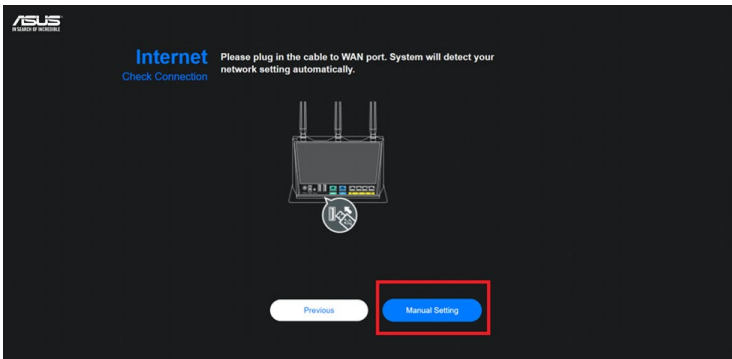 ASUS
IN SEARCH OF INCREDIBLE
Internet
Check Connection
Please plug in the cable to WAN port. System will detect your
network setting automatically.
Previous
Manual Setting